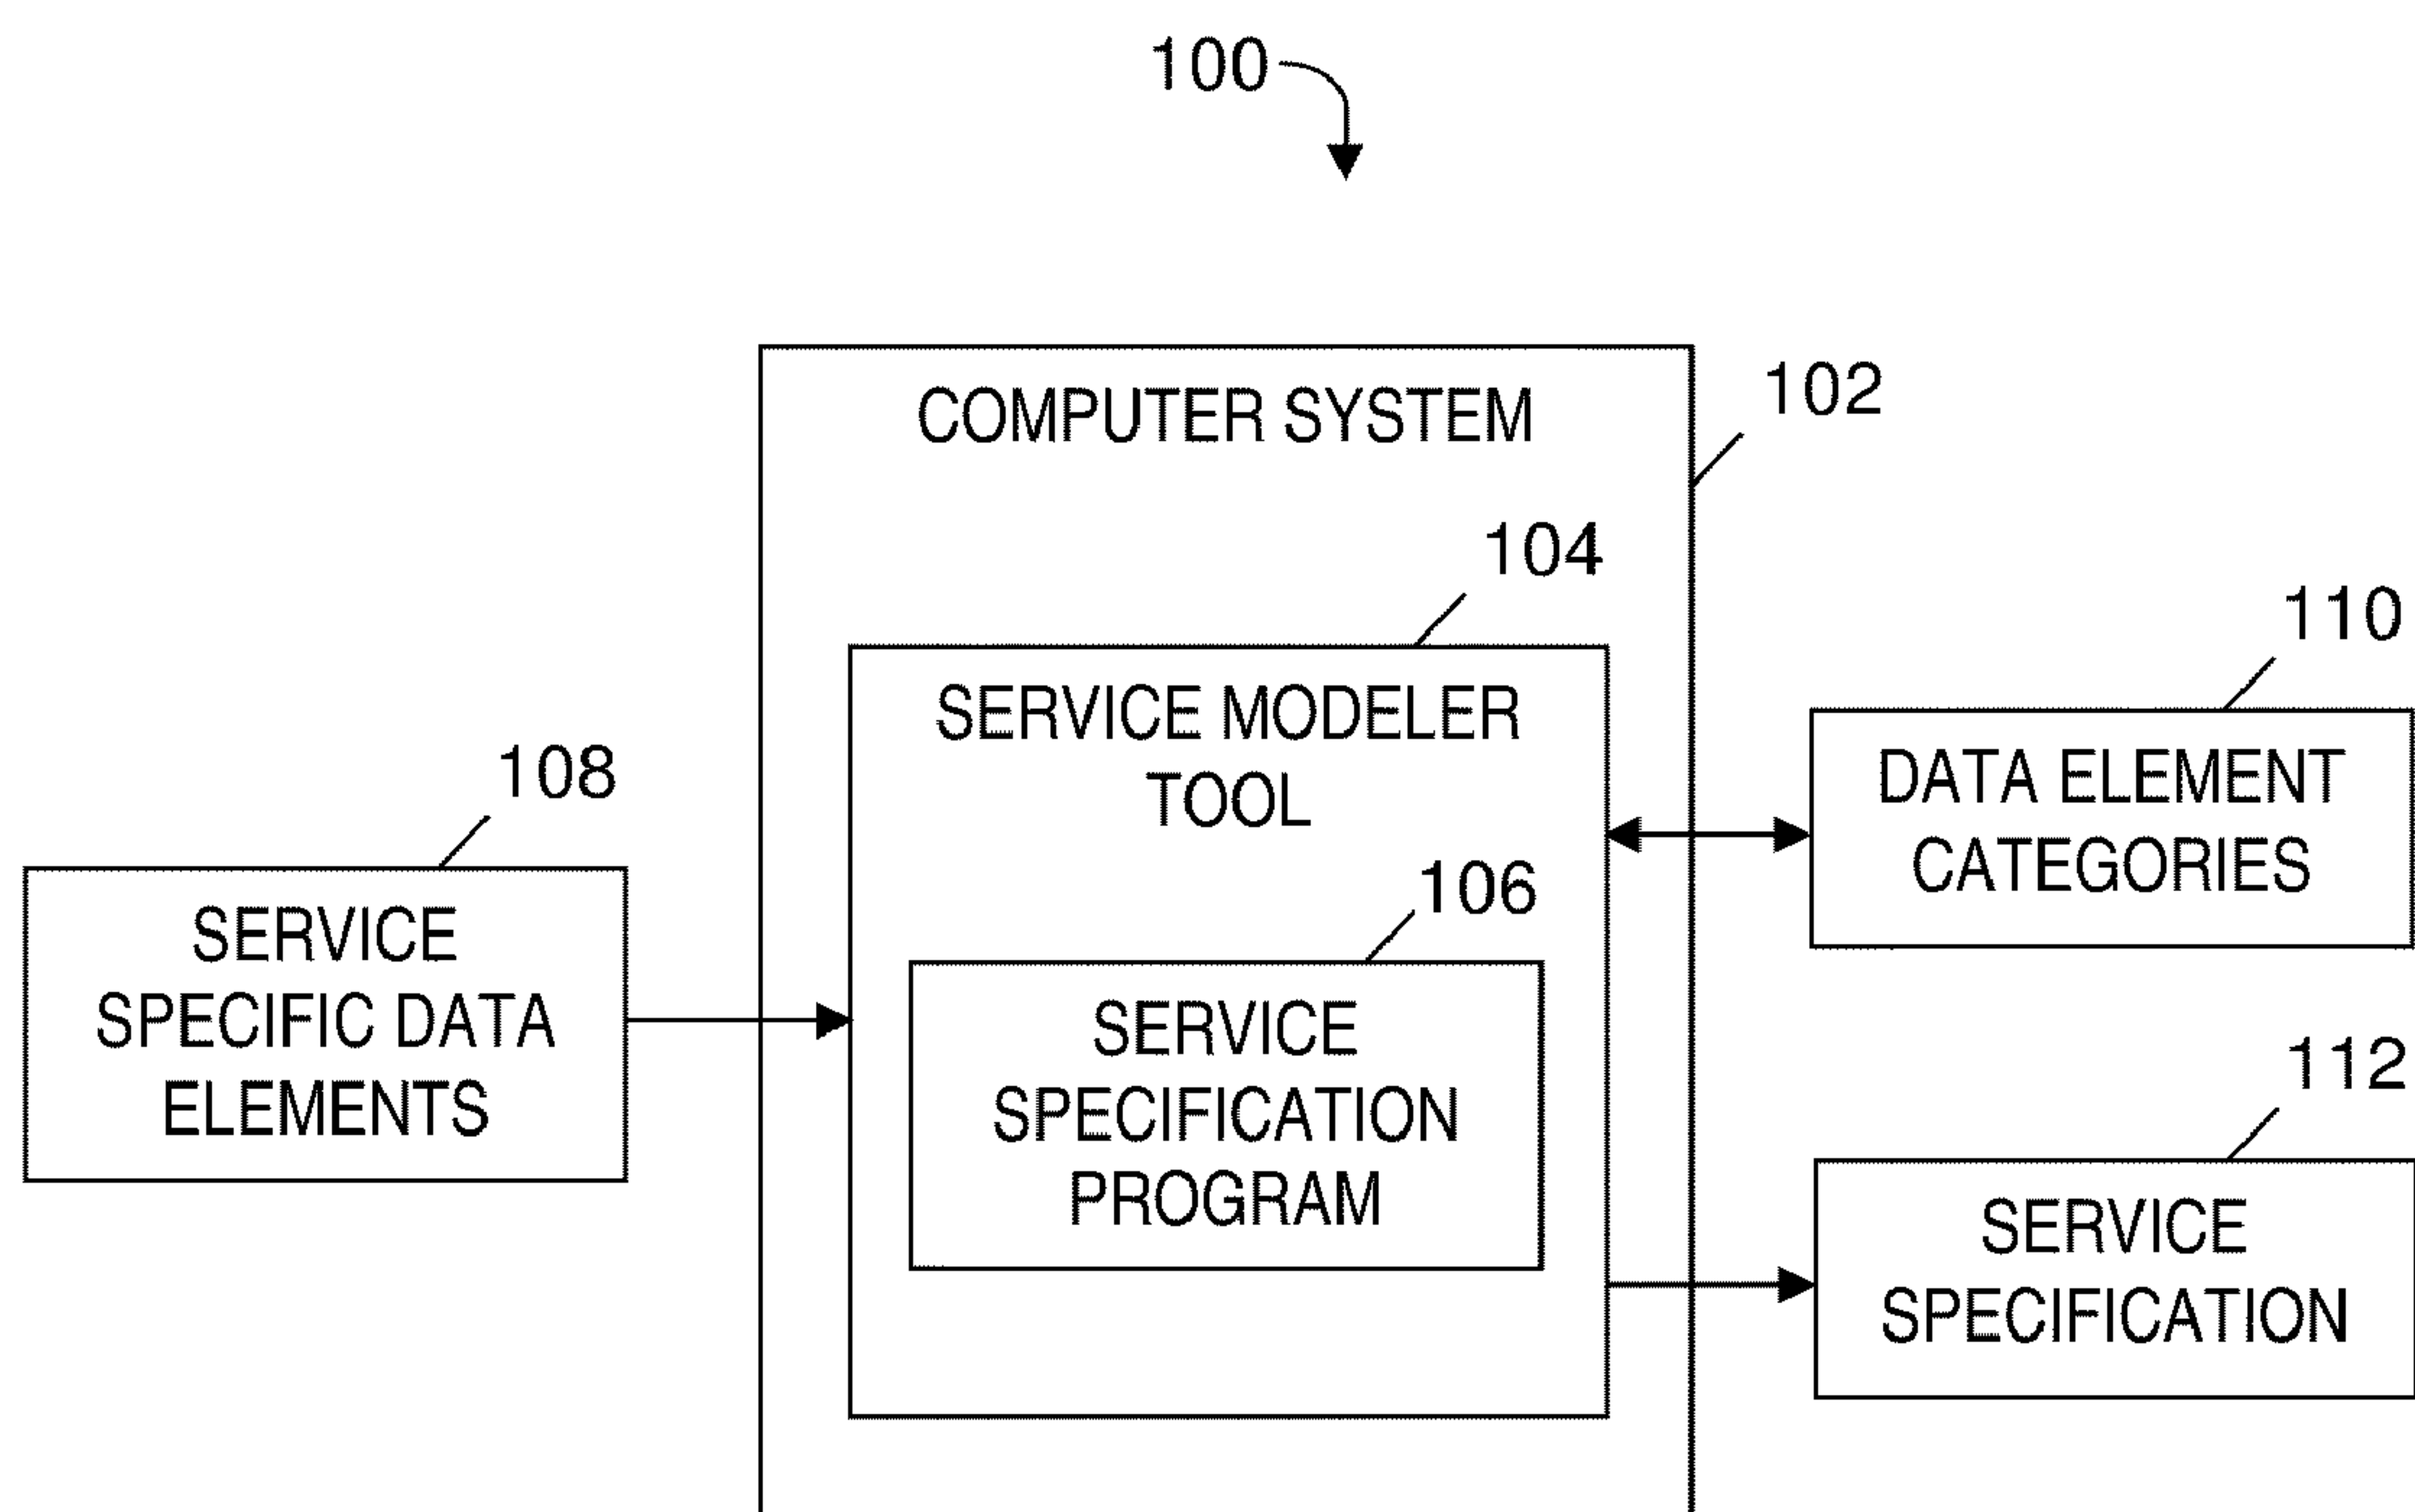 100
COMPUTER SYSTEM
102
104
SERVICE MODELER
TOOL
106
SERVICE
SPECIFICATION
PROGRAM
108
SERVICE
SPECIFIC DATA
ELEMENTS
110
DATA ELEMENT
CATEGORIES
112
SERVICE
SPECIFICATION